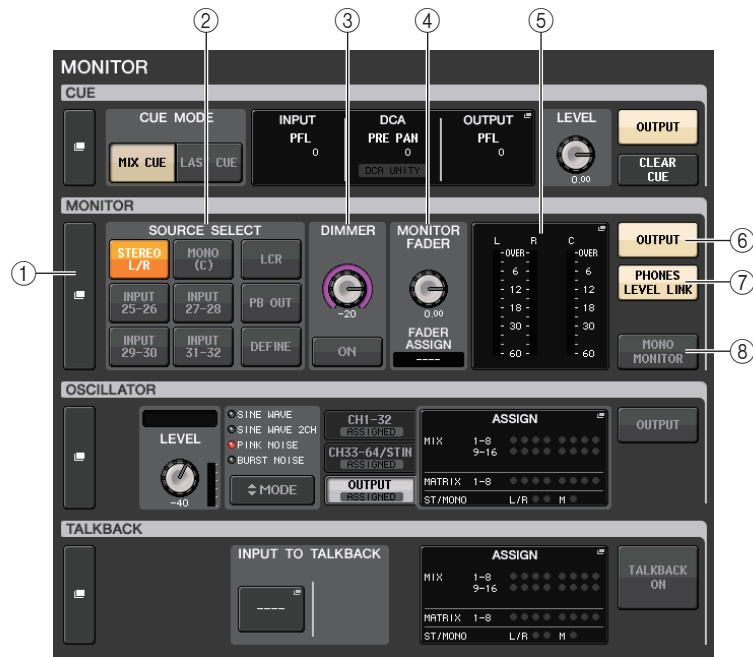 ② ③ ④ ⑤
MONITOR
CUE
CUE MODE
MIX CUE LAST CUE
INPUT
PFL
0
DCA
PRE PAN
0
DCA UNITY
OUTPUT
PFL
0
LEVEL
0.00
OUTPUT
CLEAR
CUE
MONITOR
①
SOURCE SELECT
STEREO
L/R
MONO
(C)
LCR
INPUT
25-26
INPUT
27-28
PB OUT
INPUT
29-30
INPUT
31-32
DEFINE
DIMMER
-20
ON
MONITOR
FADER
0.00
FADER
ASSIGN
----
L R C
-OVER- -OVER
- 6 - - 6
- 12 - - 12
- 18 - - 18
- 30 - - 30
- 60 - - 60
OUTPUT
⑥
PHONES
LEVEL LINK
⑦
MONO
MONITOR
⑧
OSCILLATOR
LEVEL
-40
SINE WAVE
SINE WAVE 2CH
PINK NOISE
BURST NOISE
MODE
CH1-32
ASSIGNED
CH33-64/STIN
ASSIGNED
OUTPUT
ASSIGNED
ASSIGN
MIX 1-8
9-16
MATRIX 1-8
ST/MONO L/R M
OUTPUT
TALKBACK
INPUT TO TALKBACK
----
ASSIGN
MIX 1-8
9-16
MATRIX 1-8
ST/MONO L/R M
TALKBACK
ON